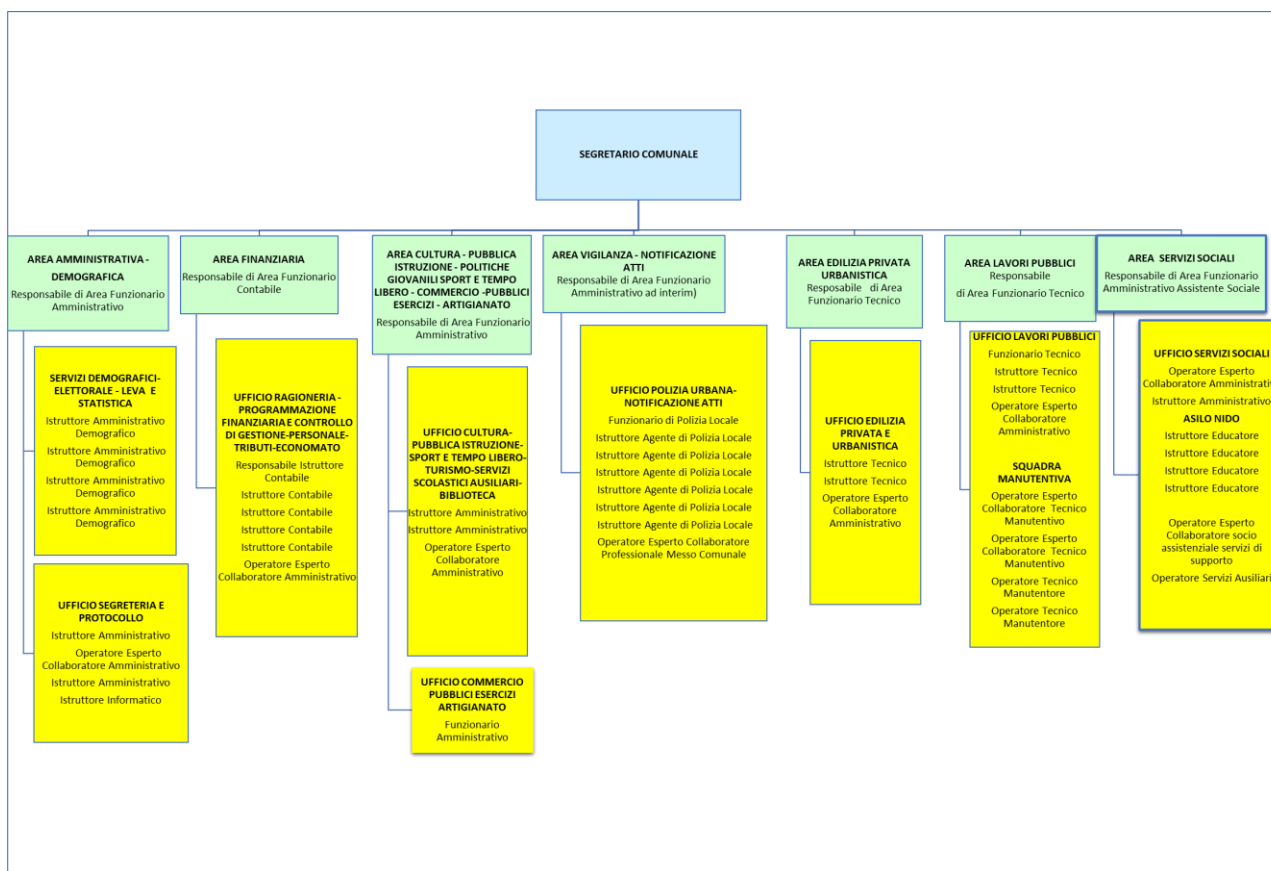 SEGRETARIO COMUNALE
AREA AMMINISTRATIVA -
DEMOGRAFICA
Responsabile di Area Funzionario
Amministrativo
SERVIZI DEMOGRAFICI-
ELETTORALE - LEVA E
STATISTICA
Istruttore Amministrativo
Demografico
Istruttore Amministrativo
Demografico
Istruttore Amministrativo
Demografico
Istruttore Amministrativo
Demografico
UFFICIO SEGRETERIA E
PROTOCOLLO
Istruttore Amministrativo
Operatore Esperto
Collaboratore Amministrativo
Istruttore Amministrativo
Istruttore Informatico
AREA FINANZIARIA
Responsabile di Area Funzionario
Contabile
UFFICIO RAGIONERIA -
PROGRAMMAZIONE
FINANZIARIA E CONTROLLO
DI GESTIONE-PERSONALE-
TRIBUTI-ECONOMATO
Responsabile Istruttore
Contabile
Istruttore Contabile
Istruttore Contabile
Istruttore Contabile
Istruttore Contabile
Operatore Esperto
Collaboratore Amministrativo
AREA CULTURA - PUBBLICA
ISTRUZIONE - POLITICHE
GIOVANILI SPORT E TEMPO
LIBERO - COMMERCIO -PUBBLICI
ESERCIZI - ARTIGIANATO
Responsabile di Area Funzionario
Amministrativo
UFFICIO CULTURA-
PUBBLICA ISTRUZIONE-
SPORT E TEMPO LIBERO-
TURISMO-SERVIZI
SCOLASTICI AUSILIARI-
BIBLIOTECA
Istruttore Amministrativo
Istruttore Amministrativo
Operatore Esperto
Collaboratore
Amministrativo
UFFICIO COMMERCIO
PUBBLICI ESERCIZI
ARTIGIANATO
Funzionario
Amministrativo
AREA VIGILANZA - NOTIFICAZIONE
ATTI
Responsabile di Area Funzionario
Amministrativo ad interim)
UFFICIO POLIZIA URBANA-
NOTIFICAZIONE ATTI
Funzionario di Polizia Locale
Istruttore Agente di Polizia Locale
Istruttore Agente di Polizia Locale
Istruttore Agente di Polizia Locale
Istruttore Agente di Polizia Locale
Istruttore Agente di Polizia Locale
Istruttore Agente di Polizia Locale
Operatore Esperto Collaboratore
Professionale Messo Comunale
AREA EDILIZIA PRIVATA
URBANISTICA
Resposabile di Area
Funzionario Tecnico
UFFICIO EDILIZIA
PRIVATA E
URBANISTICA
Istruttore Tecnico
Istruttore Tecnico
Operatore Esperto
Collaboratore
Amministrativo
AREA LAVORI PUBBLICI
Responsabile
di Area Funzionario Tecnico
UFFICIO LAVORI PUBBLICI
Funzionario Tecnico
Istruttore Tecnico
Istruttore Tecnico
Operatore Esperto
Collaboratore
Amministrativo
SQUADRA
MANUTENTIVA
Operatore Esperto
Collaboratore Tecnico
Manutentivo
Operatore Esperto
Collaboratore Tecnico
Manutentivo
Operatore Tecnico
Manutentore
Operatore Tecnico
Manutentore
AREA SERVIZI SOCIALI
Responsabile di Area Funzionario
Amministrativo Assistente Sociale
UFFICIO SERVIZI SOCIALI
Operatore Esperto
Collaboratore Amministrativ
Istruttore Amministrativo
ASILO NIDO
Istruttore Educatore
Istruttore Educatore
Istruttore Educatore
Istruttore Educatore
Operatore Esperto
Collaboratore socio
assistenziale servizi di
supporto
Operatore Servizi Ausiliari